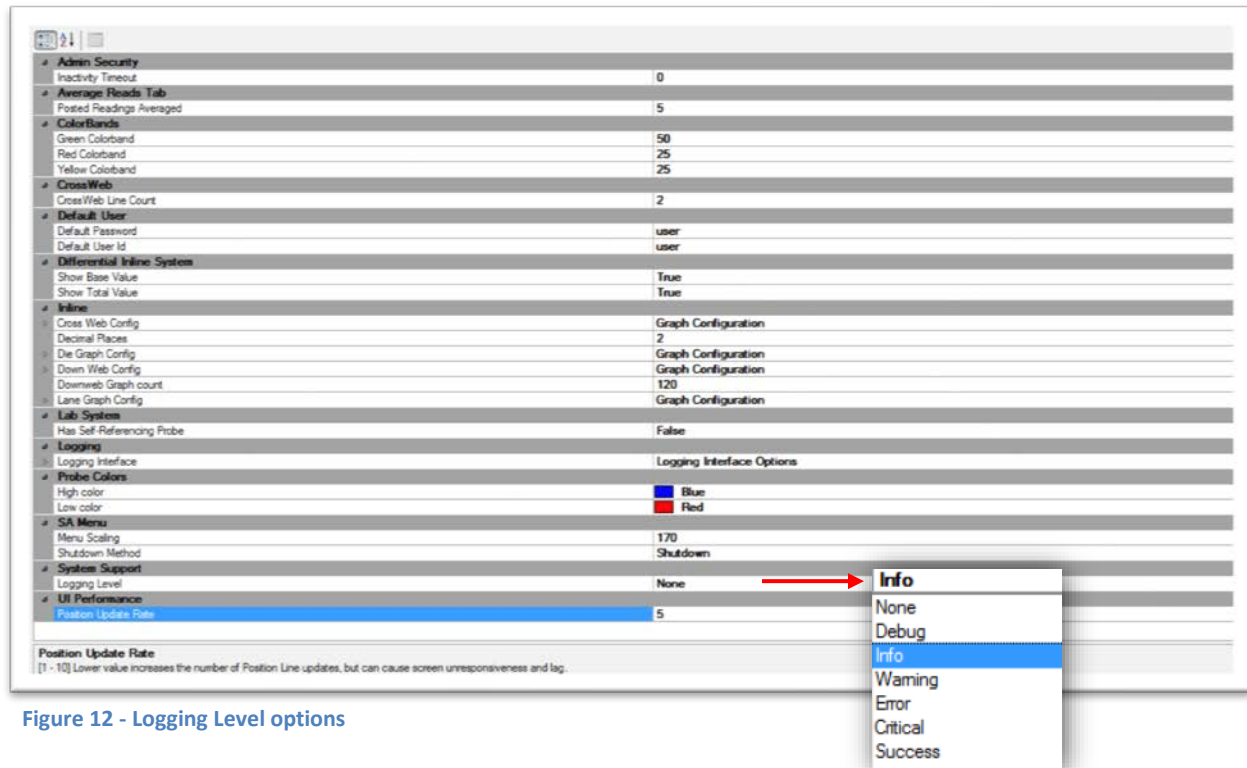 Admin Security
Inactivity Timeout 0
Average Reads Tab
Posted Readings Averaged 5
ColorBands
Green Colorband 50
Red Colorband 25
Yellow Colorband 25
CrossWeb
CrossWeb Line Count 2
Default User
Default Password user
Default User Id user
Differential Inline System
Show Base Value True
Show Total Value True
Inline
Cross Web Config Graph Configuration
Decimal Places 2
Die Graph Config Graph Configuration
Down Web Config Graph Configuration
Downweb Graph count 120
Lane Graph Config Graph Configuration
Lab System
Has Self-Referencing Probe False
Logging
Logging Interface Logging Interface Options
Probe Colors
High color Blue
Low color Red
SA Menu
Menu Scaling 170
Shutdown Method Shutdown
System Support
Logging Level None
UI Performance
Position Update Rate 5
Position Update Rate
[1 - 10] Lower value increases the number of Position Line updates, but can cause screen unresponsiveness and lag.
Info
None
Debug
Info
Warning
Error
Critical
Success
Figure 12 - Logging Level options